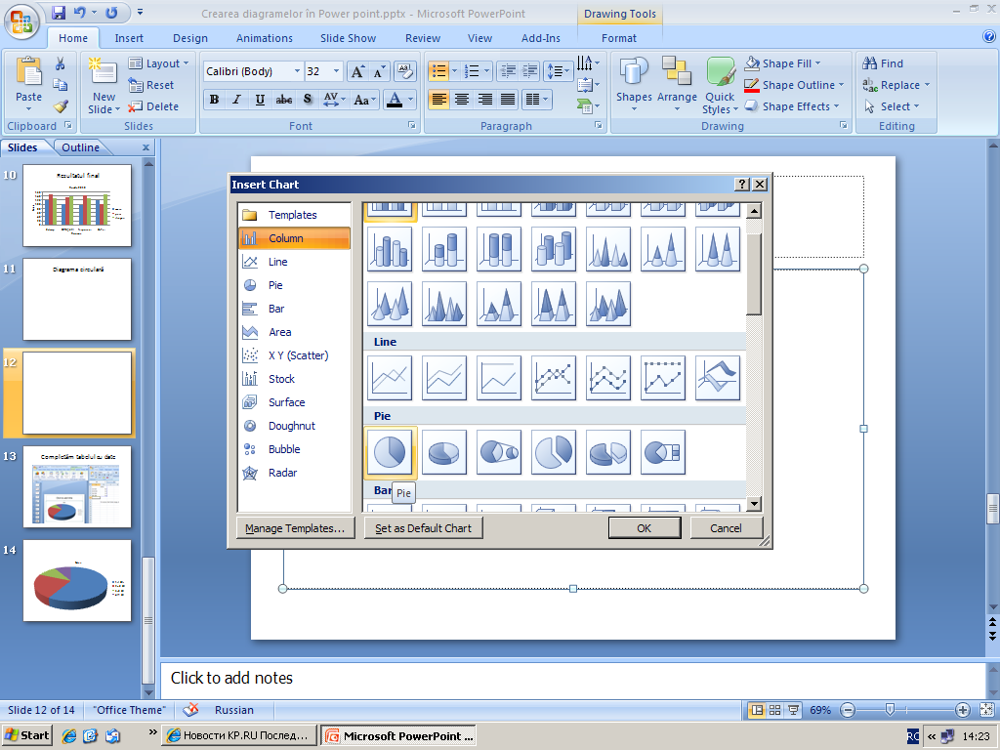 Crearea diagramelor în Power point.pptx - Microsoft PowerPoint
Drawing Tools
Home Insert Design Animations Slide Show Review View Add-Ins Format
Paste
Clipboard
New Slide
Layout
Reset
Delete
Slides
Calibri (Body) 32
B I U abc S AV Aa A
Font
Paragraph
Shapes Arrange Quick Styles
Shape Fill
Shape Outline
Shape Effects
Drawing
Find
Replace
Select
Editing
Slides Outline
10
Rezultatul final
11
Diagrama circulară
12
13
Completăm tabelul cu date
14
Insert Chart
Templates
Column
Line
Pie
Bar
Area
X Y (Scatter)
Stock
Surface
Doughnut
Bubble
Radar
Line
Pie
Bar
Pie
Manage Templates...
Set as Default Chart
OK
Cancel
Click to add notes
Slide 12 of 14
"Office Theme"
Russian
69%
Start
Новости KP.RU Послед...
Microsoft PowerPoint ...
RO
14:23